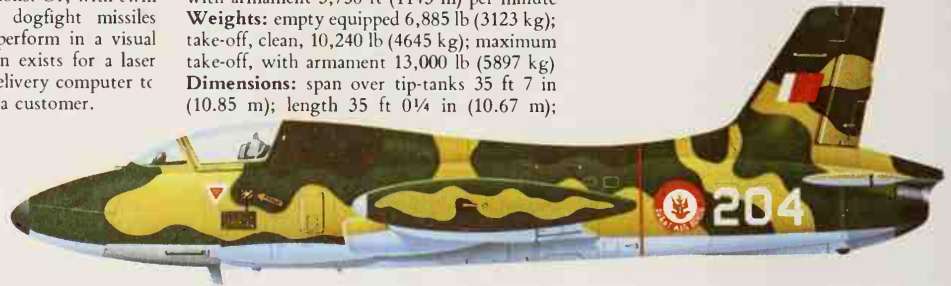 with twin
dogfight missiles
perform in a visual
exists for a laser
computer
a customer.
with armament 3,750 ft (1143 m) per minute
Weights: empty equipped 6,885 lb (3123 kg);
take-off, clean, 10,240 lb (4645 kg); maximum
take-off, with armament 13,000 lb (5897 kg)
Dimensions: span over tip-tanks 35 ft 7 in
(10.85 m); length 35 ft 0¼ in (10.67 m);
204